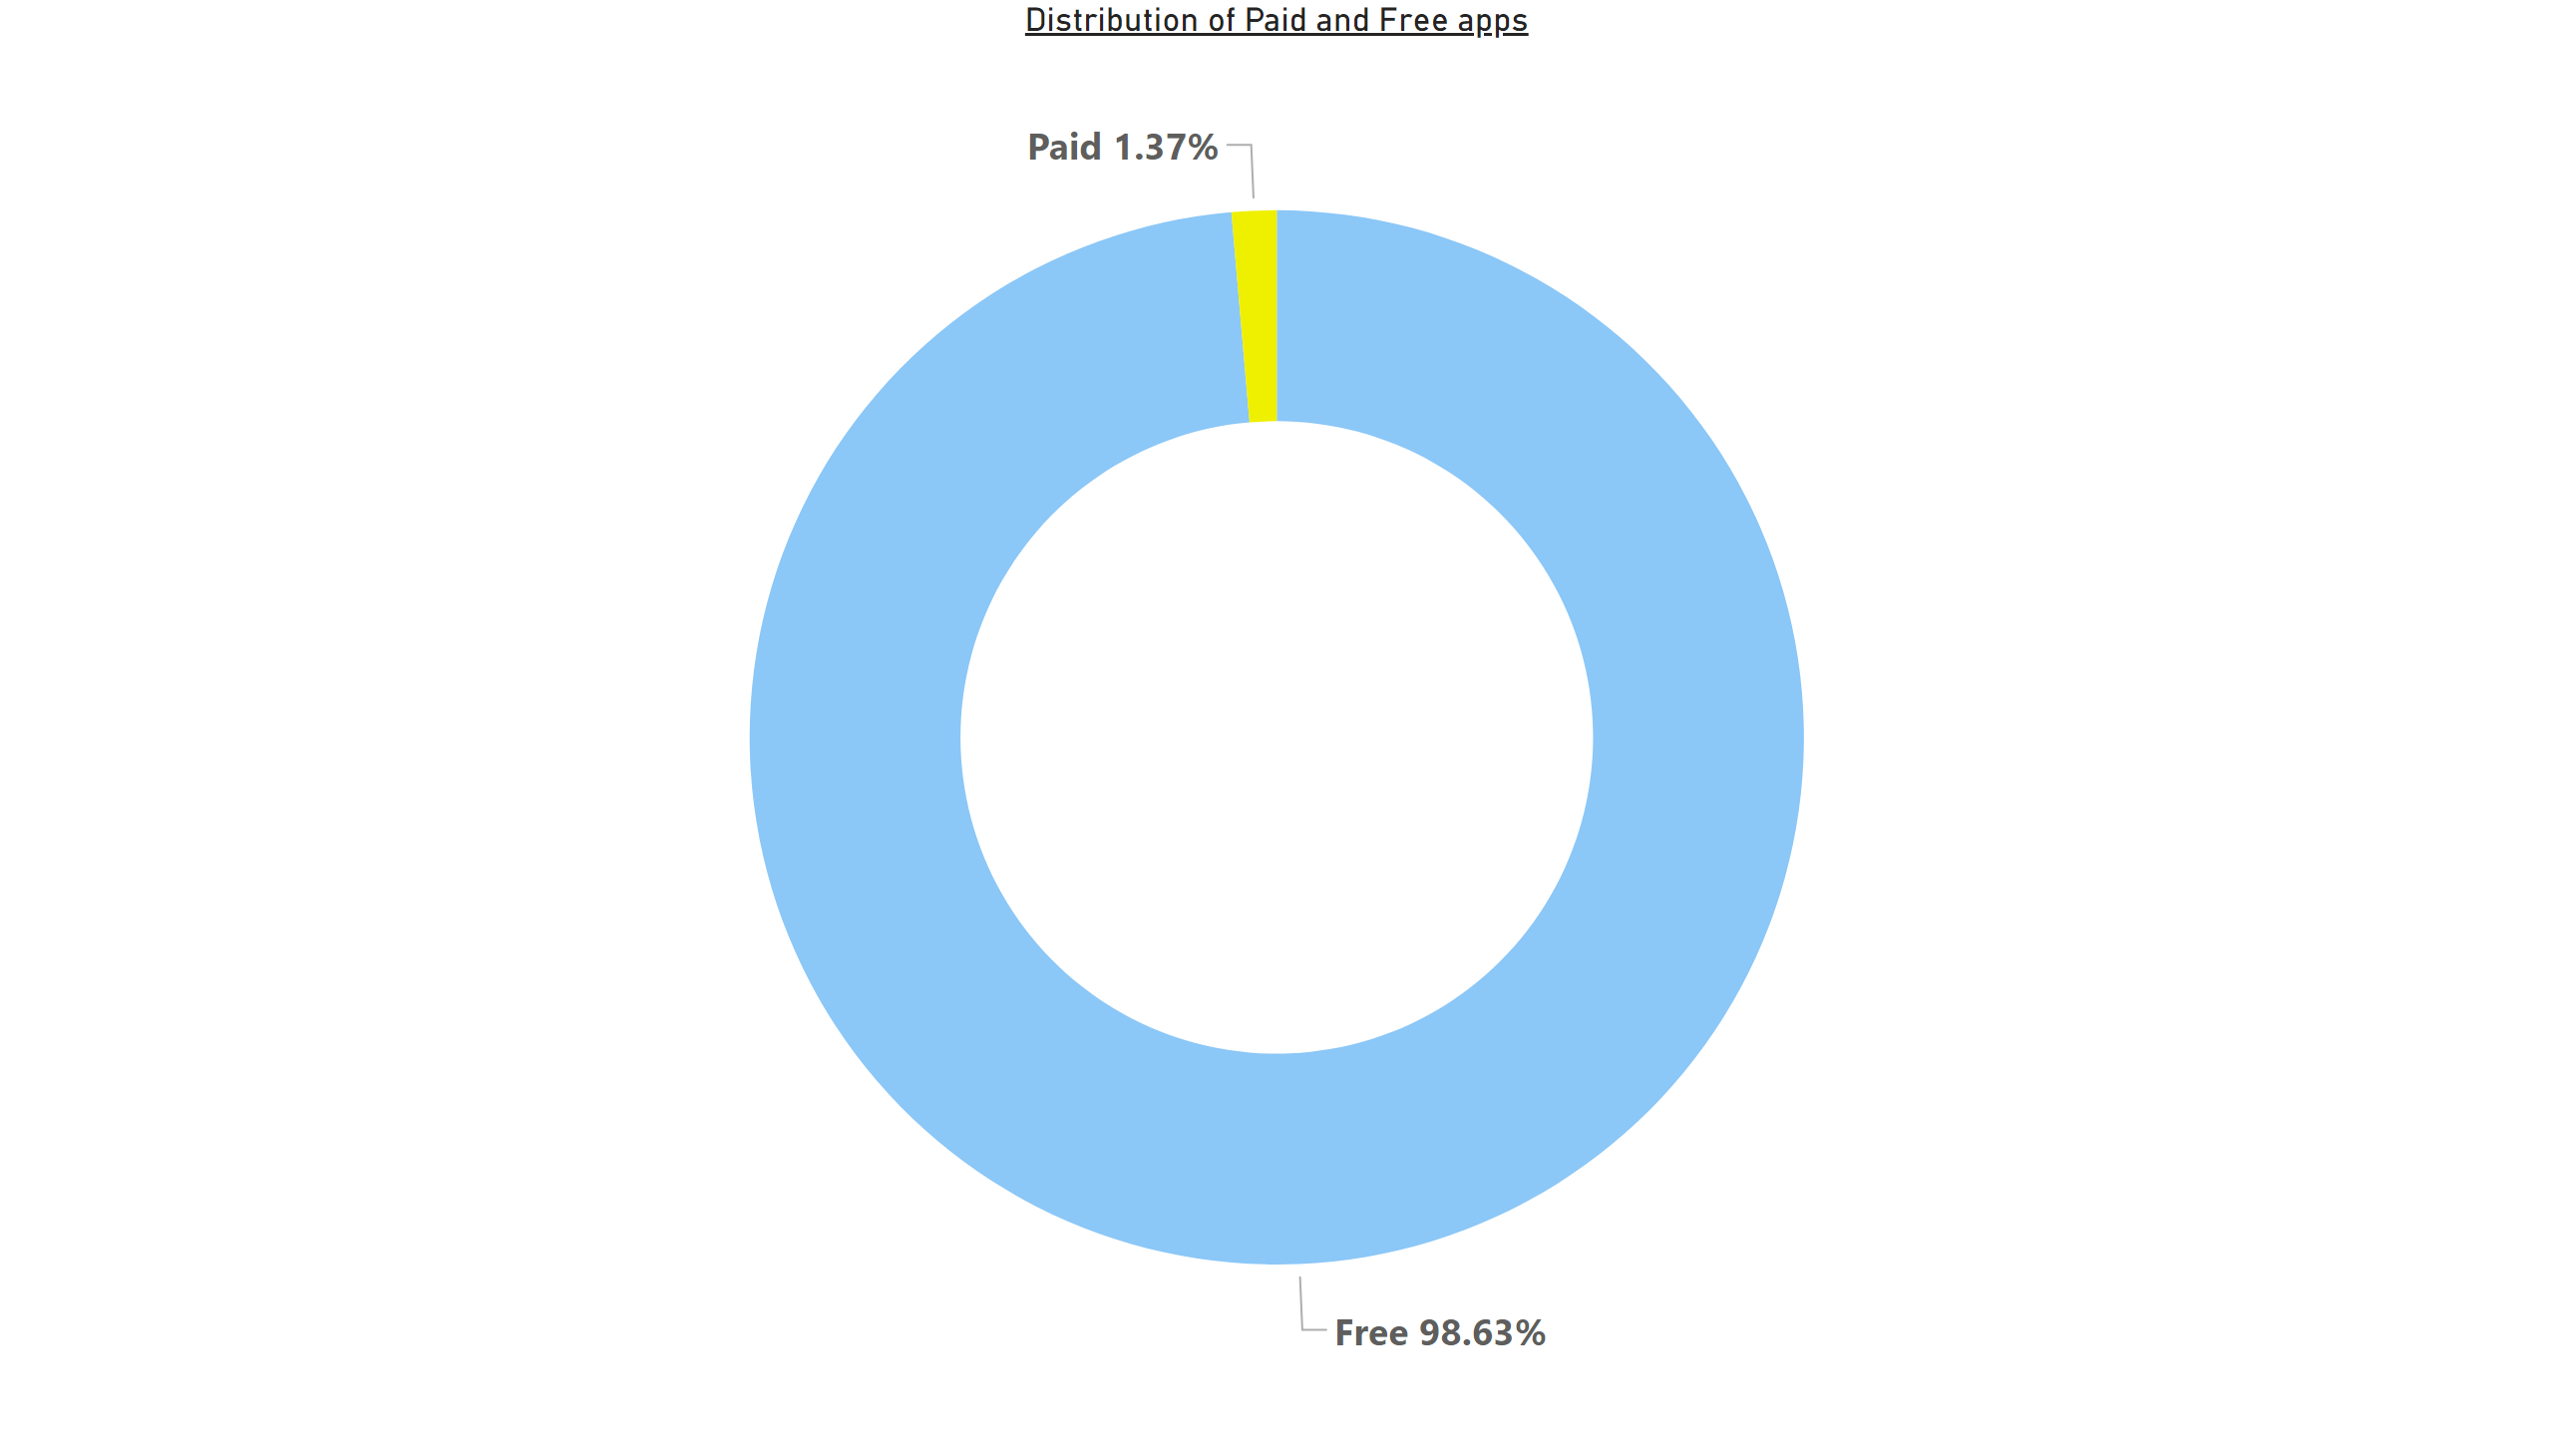 Distribution of Paid and Free apps
Paid 1.37%
Free 98.63%